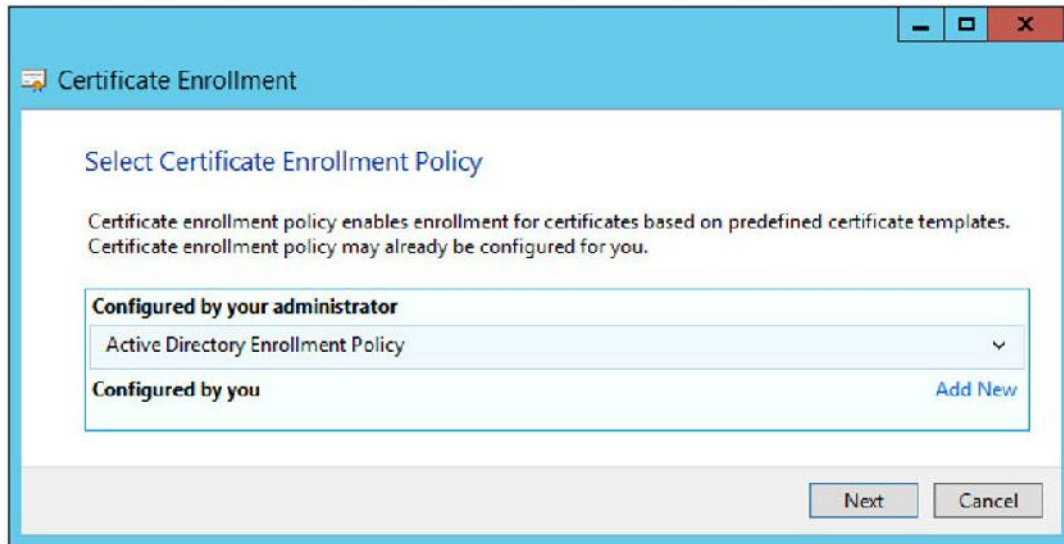 Certificate Enrollment
Select Certificate Enrollment Policy
Certificate enrollment policy enables enrollment for certificates based on predefined certificate templates.
Certificate enrollment policy may already be configured for you.
Configured by your administrator
Active Directory Enrollment Policy
Configured by you Add New
Next Cancel